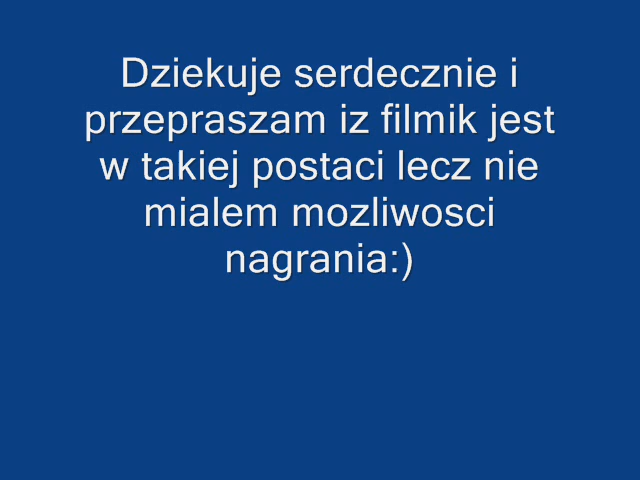 Dziekuje serdecznie i
przepraszam iz filmik jest
w takiej postaci lecz nie
mialem mozliwosci
nagrania:)